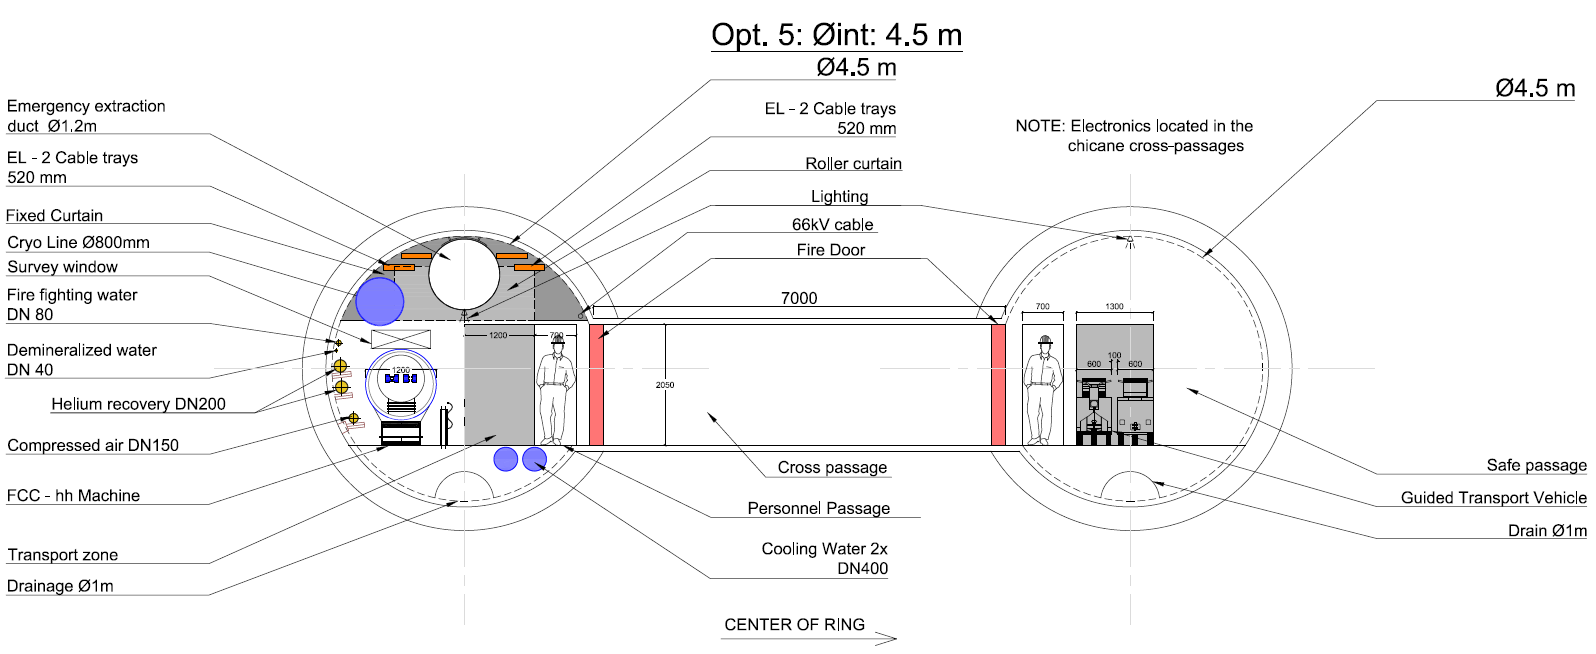 Opt. 5: Øint: 4.5 m
Ø4.5 m
Ø4.5 m
Emergency extraction
duct Ø1.2m
EL - 2 Cable trays
520 mm
Fixed Curtain
Cryo Line Ø800mm
Survey window
Fire fighting water
DN 80
Demineralized water
DN 40
Helium recovery DN200
Compressed air DN150
FCC - hh Machine
Transport zone
Drainage Ø1m
EL - 2 Cable trays
520 mm
Roller curtain
Lighting
66kV cable
Fire Door
NOTE: Electronics located in the
chicane cross-passages
7000
1200
700
1200
2050
700
1300
100
600
600
Cross passage
Personnel Passage
Cooling Water 2x
DN400
Safe passage
Guided Transport Vehicle
Drain Ø1m
CENTER OF RING